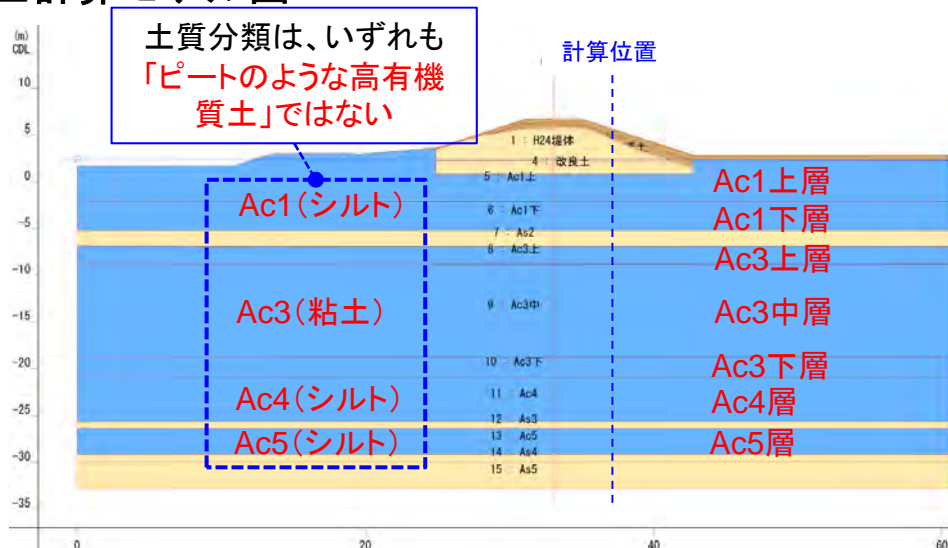 土質分類は、いずれも
「ピートのような高有機
質土」ではない
計算位置
(m)
CDL
10
5
0
-5
-10
-15
-20
-25
-30
-35
0
20
40
60
1 : H24堤体
4 : 改良土
5 : Ac1上
6 : Ac1下
7 : As2
8 : Ac3上
9 : Ac3中
10 : Ac3下
11 : Ac4
12 : As3
13 : Ac5
14 : As4
15 : As5
Ac1(シルト)
Ac3(粘土)
Ac4(シルト)
Ac5(シルト)
Ac1上層
Ac1下層
Ac3上層
Ac3中層
Ac3下層
Ac4層
Ac5層